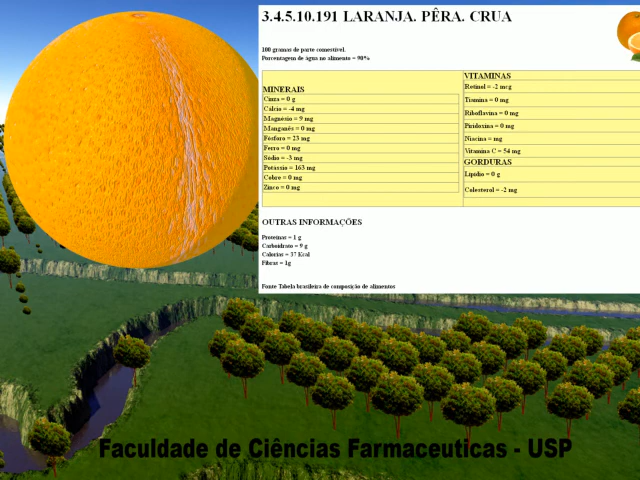 3.4.5.10.191 LARANJA. PÊRA. CRUA
100 gramas de parte comestível.
Porcentagem de água no alimento = 90%
MINERAIS
Cinza = 0 g
Cálcio = -4 mg
Magnésio = 9 mg
Manganês = 0 mg
Fósforo = 23 mg
Ferro = 0 mg
Sódio = -3 mg
Potássio = 163 mg
Cobre = 0 mg
Zinco = 0 mg
VITAMINAS
Retinol = -2 mcg
Tiamina = 0 mg
Riboflavina = 0 mg
Piridoxina = 0 mg
Niacina = mg
Vitamina C = 54 mg
GORDURAS
Lipídio = 0 g
Colesterol = -2 mg
OUTRAS INFORMAÇÕES
Proteínas = 1 g
Carboidrato = 9 g
Calorias = 37 Kcal
Fibras = 1g
Fonte Tabela brasileira de composição de alimentos
Faculdade de Ciências Farmaceuticas - USP